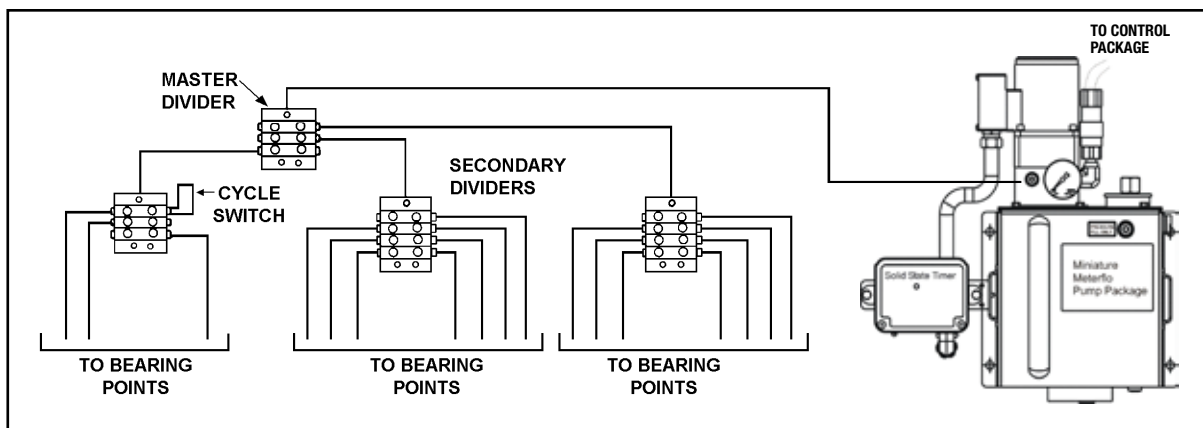 TO CONTROL
PACKAGE
MASTER
DIVIDER
SECONDARY
DIVIDERS
CYCLE
SWITCH
Solid State Timer
Miniature
Meterflo
Pump Package
TO BEARING
POINTS
TO BEARING
POINTS
TO BEARING
POINTS